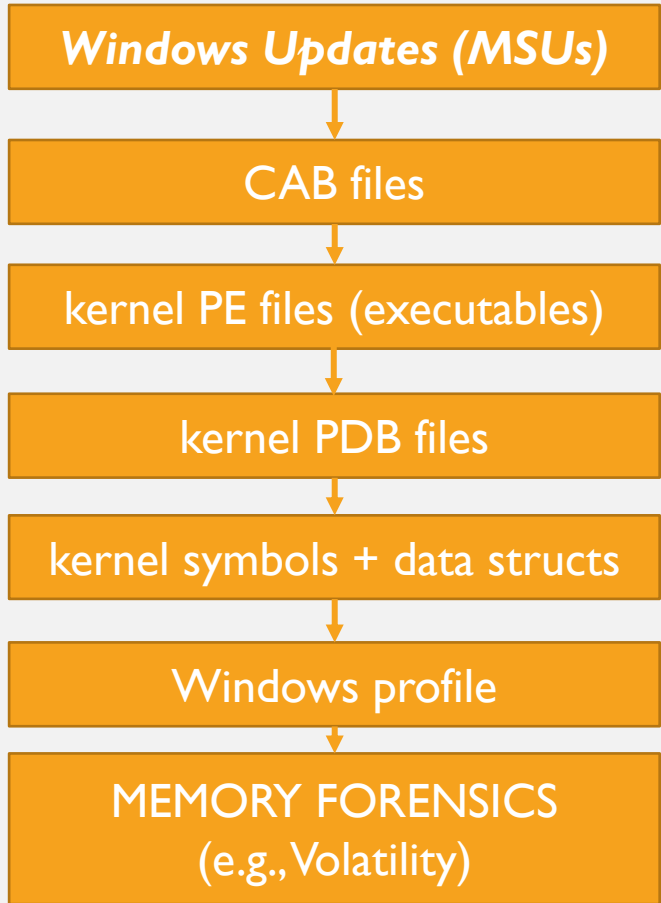 Windows Updates (MSUs)
CAB files
kernel PE files (executables)
kernel PDB files
kernel symbols + data structs
Windows profile
MEMORY FORENSICS
(e.g., Volatility)